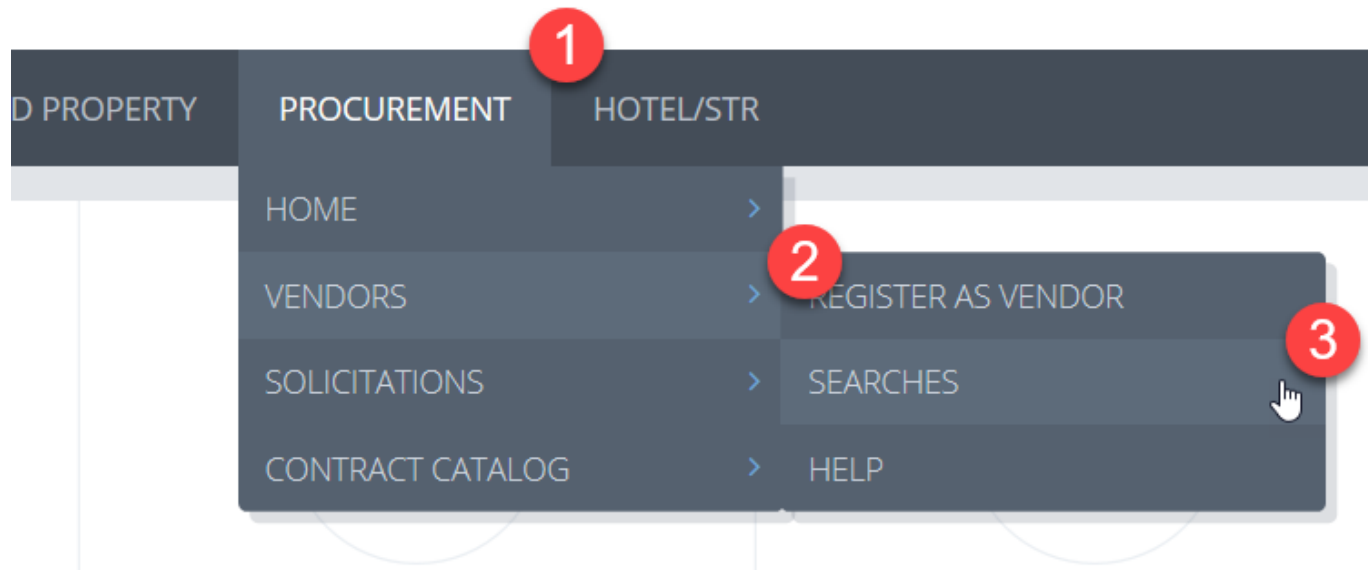 1
D PROPERTY PROCUREMENT HOTEL/STR
HOME
2
VENDORS REGISTER AS VENDOR
3
SOLICITATIONS SEARCHES
CONTRACT CATALOG HELP